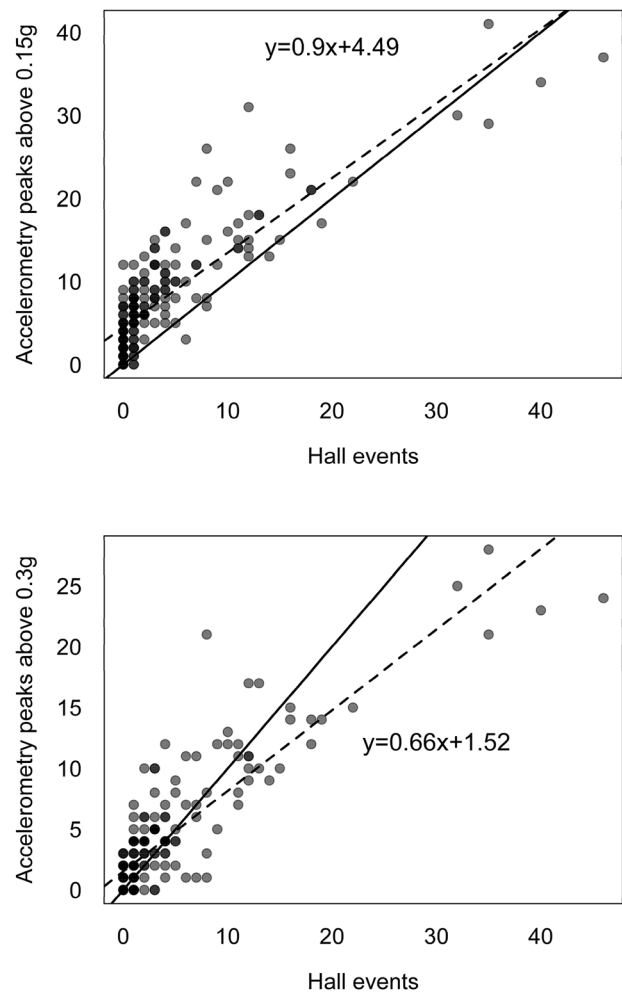 y=0.9x+4.49
Accelerometry peaks above 0.15g
40
30
20
10
0
0 10 20 30 40
Hall events
y=0.66x+1.52
Accelerometry peaks above 0.3g
25
20
15
10
5
0
0 10 20 30 40
Hall events